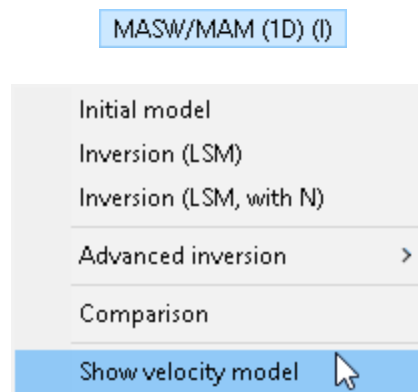 MASW/MAM (1D) (I)
Initial model
Inversion (LSM)
Inversion (LSM, with N)
Advanced inversion
Comparison
Show velocity model